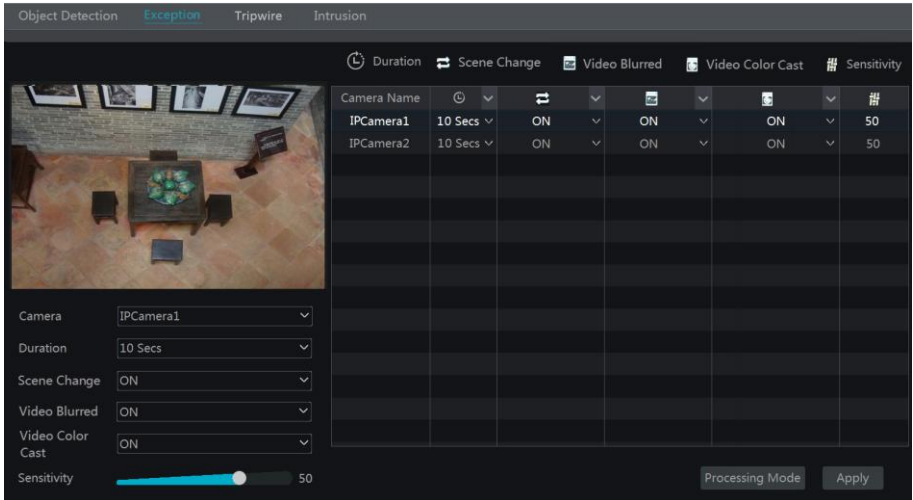 Object Detection Exception Tripwire Intrusion
Duration Scene Change Video Blurred Video Color Cast Sensitivity
Camera Name
IPCamera1 10 Secs ON ON ON 50
IPCamera2 10 Secs ON ON ON 50
Camera IPCamera1
Duration 10 Secs
Scene Change ON
Video Blurred ON
Video Color
Cast ON
Sensitivity 50
Processing Mode Apply